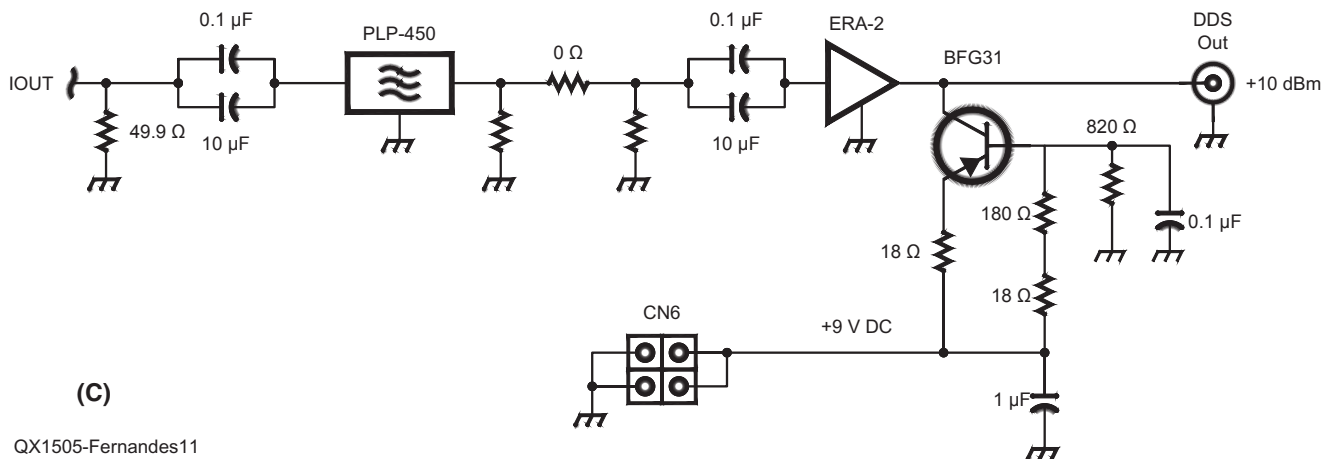 0.1 µF
PLP-450
0 Ω
0.1 µF
ERA-2
BFG31
DDS
Out
IOUT
+10 dBm
49.9 Ω
10 µF
10 µF
820 Ω
180 Ω
0.1 µF
18 Ω
18 Ω
CN6
+9 V DC
1 µF
(C)
QX1505-Fernandes11